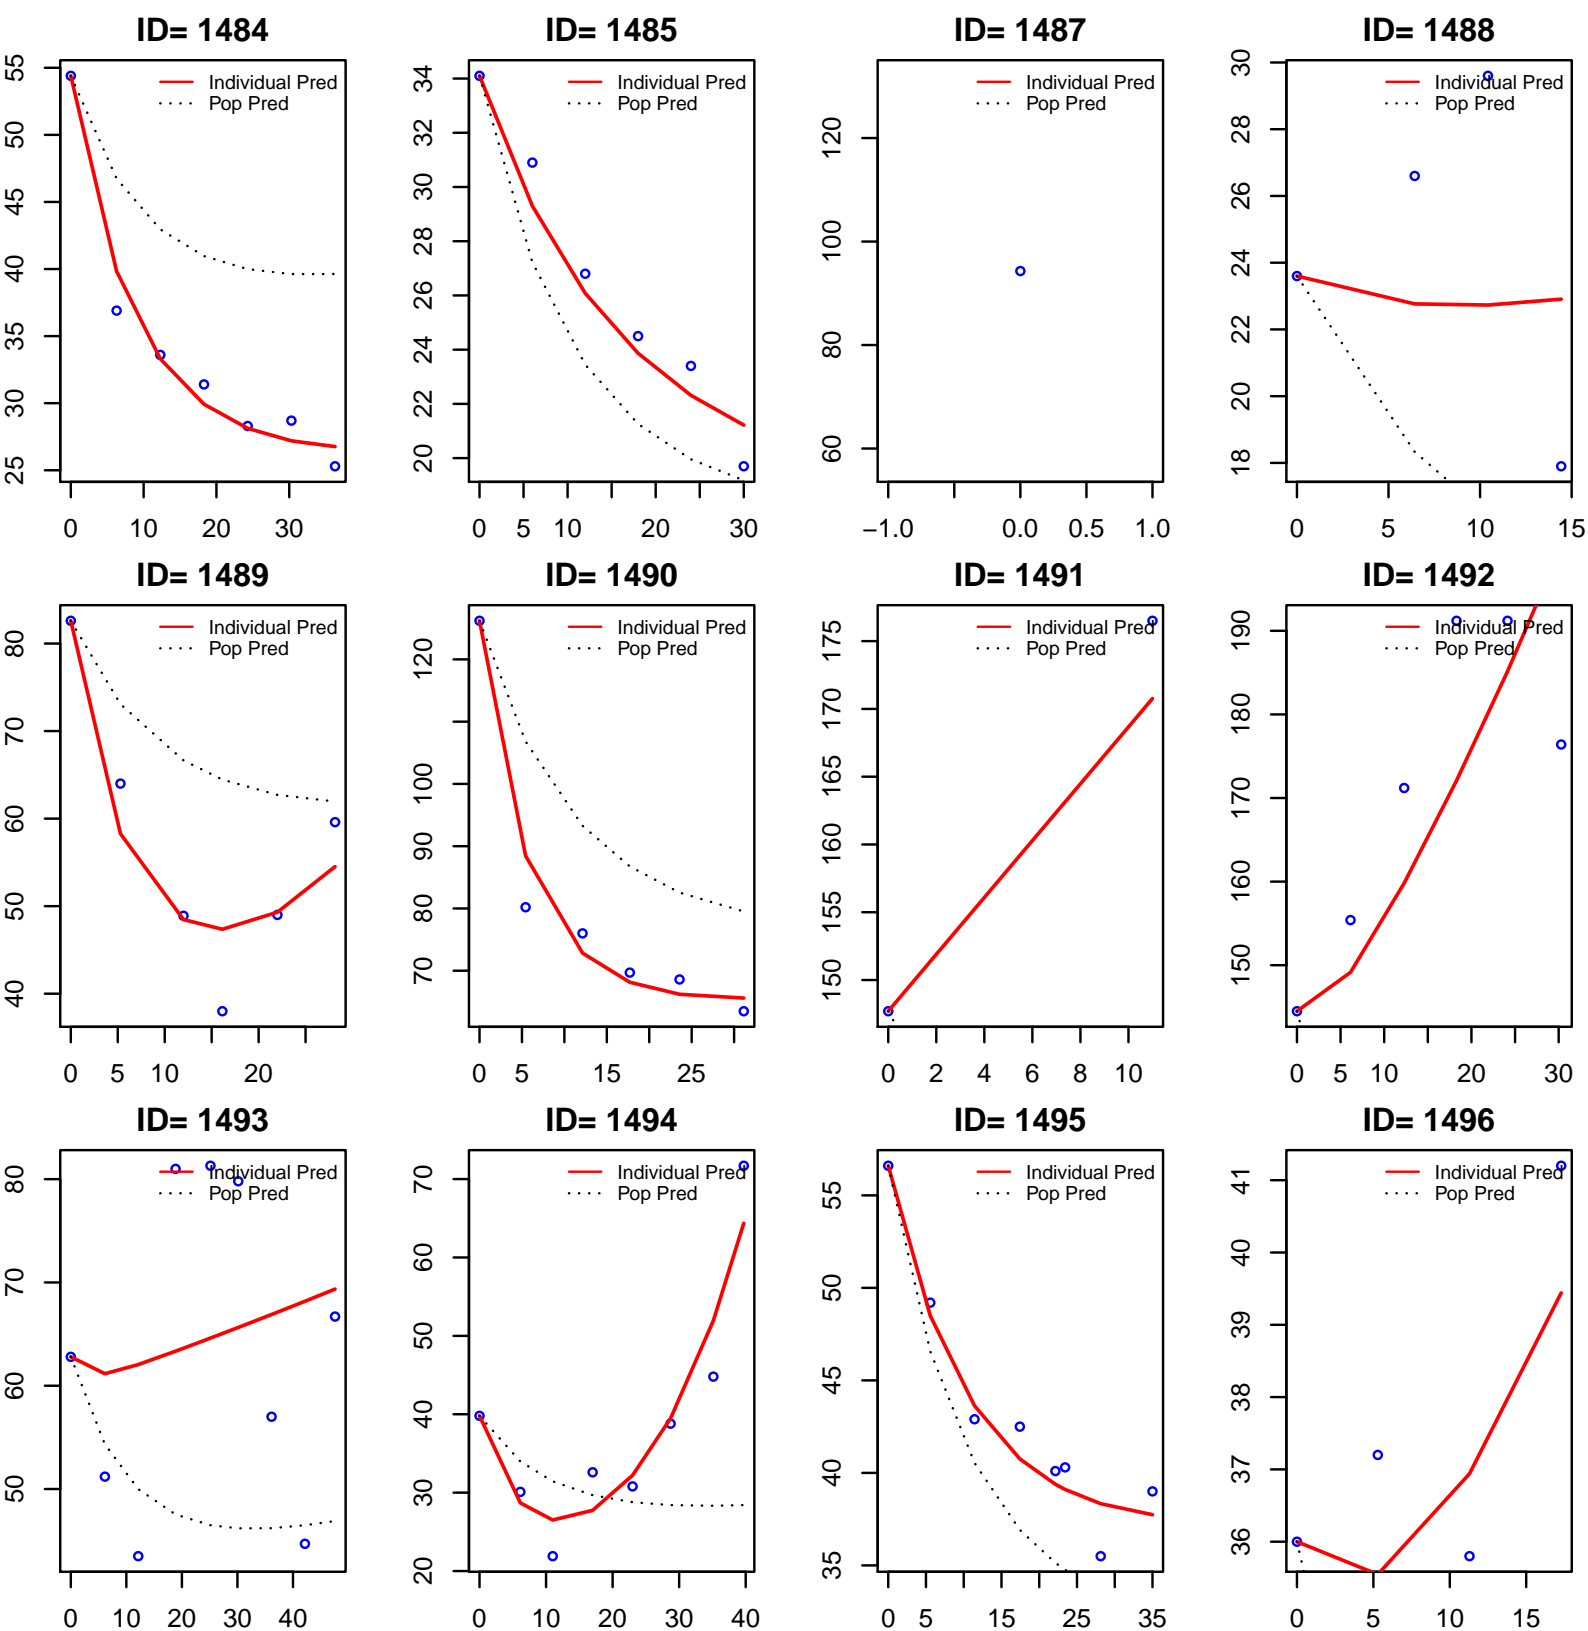 ID= 1484
Individual Pred
Pop Pred
55
50
45
40
35
30
25
0 10 20 30
ID= 1485
Individual Pred
Pop Pred
34
32
30
28
26
24
22
20
0 5 10 20 30
ID= 1487
Individual Pred
Pop Pred
120
100
80
60
−1.0 0.0 0.5 1.0
ID= 1488
Individual Pred
Pop Pred
30
28
26
24
22
20
18
0 5 10 15
ID= 1489
Individual Pred
Pop Pred
80
70
60
50
40
0 5 10 20
ID= 1490
Individual Pred
Pop Pred
120
100
90
80
70
0 5 15 25
ID= 1491
Individual Pred
Pop Pred
175
170
165
160
155
150
0 2 4 6 8 10
ID= 1492
Individual Pred
Pop Pred
190
180
170
160
150
0 5 10 20 30
ID= 1493
Individual Pred
Pop Pred
80
70
60
50
0 10 20 30 40
ID= 1494
Individual Pred
Pop Pred
70
60
50
40
30
20
0 10 20 30 40
ID= 1495
Individual Pred
Pop Pred
55
50
45
40
35
0 5 15 25 35
ID= 1496
Individual Pred
Pop Pred
41
40
39
38
37
36
0 5 10 15